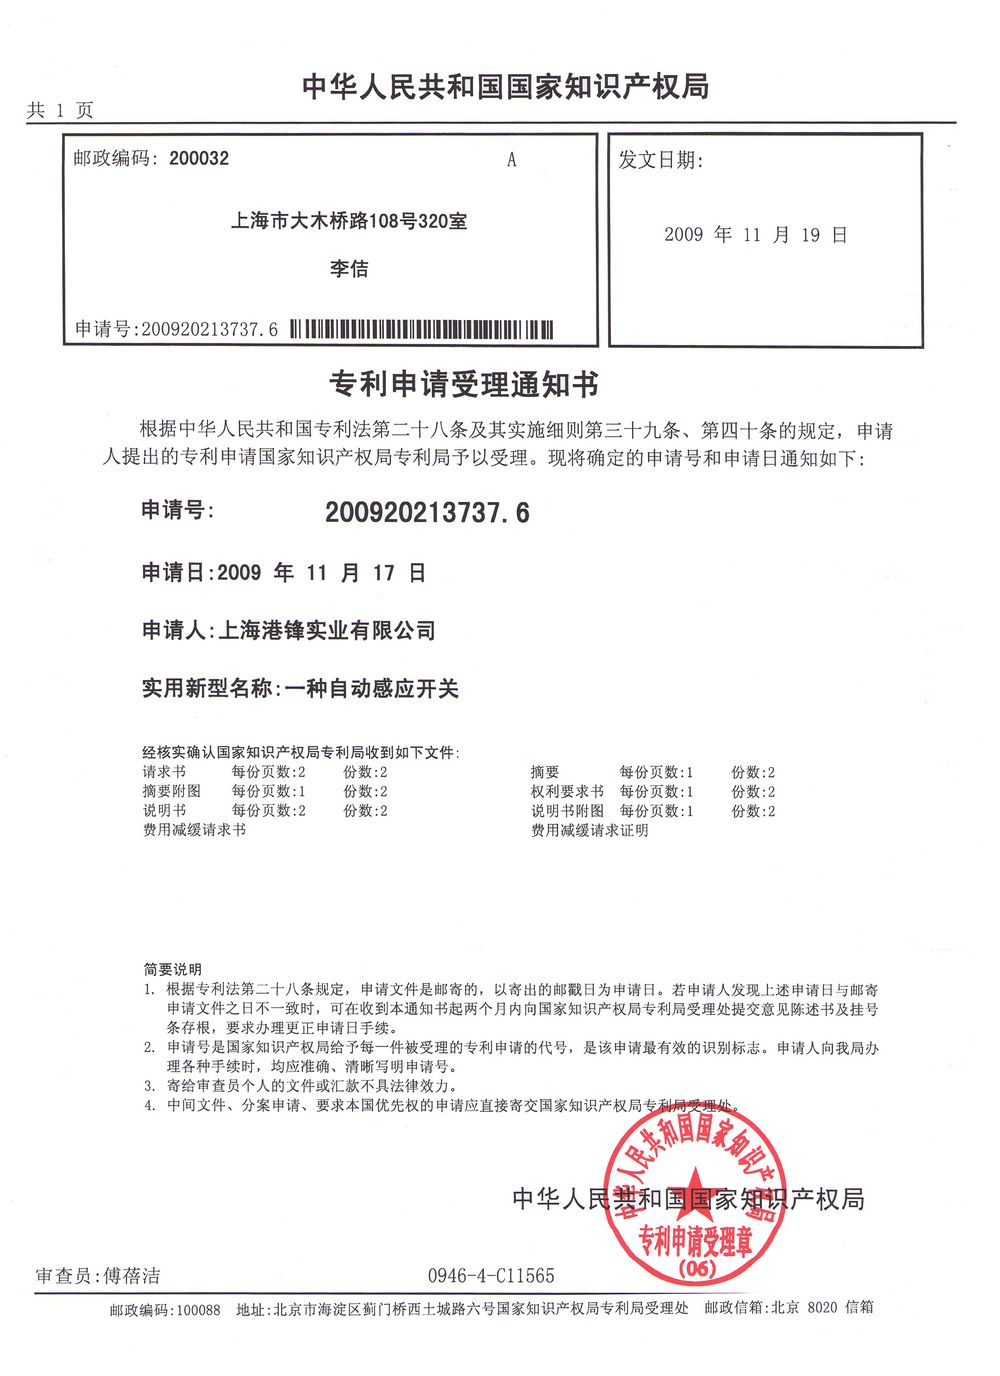 中华人民共和国国家知识产权局
共 1 页
邮政编码: 200032 A
发文日期:
上海市大木桥路108号320室
2009 年 11 月 19 日
李佶
申请号:200920213737.6
专利申请受理通知书
根据中华人民共和国专利法第二十八条及其实施细则第三十九条、第四十条的规定，申请
人提出的专利申请国家知识产权局专利局予以受理。现将确定的申请号和申请日通知如下:
申请号: 200920213737.6
申请日:2009 年 11 月 17 日
申请人:上海港锋实业有限公司
实用新型名称:一种自动感应开关
经核实确认国家知识产权局专利局收到如下文件:
请求书 每份页数:2 份数:2 摘要 每份页数:1 份数:2
摘要附图 每份页数:1 份数:2 权利要求书 每份页数:1 份数:2
说明书 每份页数:2 份数:2 说明书附图 每份页数:1 份数:2
费用减缓请求书 费用减缓请求证明
简要说明
1. 根据专利法第二十八条规定，申请文件是邮寄的，以寄出的邮戳日为申请日。若申请人发现上述申请日与邮寄
申请文件之日不一致时，可在收到本通知书起两个月内向国家知识产权局专利局受理处提交意见陈述书及挂号
条存根，要求办理更正申请日手续。
2. 申请号是国家知识产权局给予每一件被受理的专利申请的代号，是该申请最有效的识别标志。申请人向我局办
理各种手续时，均应准确、清晰写明申请号。
3. 寄给审查员个人的文件或汇款不具法律效力。
4. 中间文件、分案申请、要求本国优先权的申请应直接寄交国家知识产权局专利局受理处。
中华人民共和国国家知识产权局
中华人民共和国国家知识产权局
专利申请受理章
(06)
审查员:傅蓓洁 0946-4-C11565
邮政编码:100088 地址:北京市海淀区蓟门桥西土城路六号国家知识产权局专利局受理处 邮政信箱:北京 8020 信箱